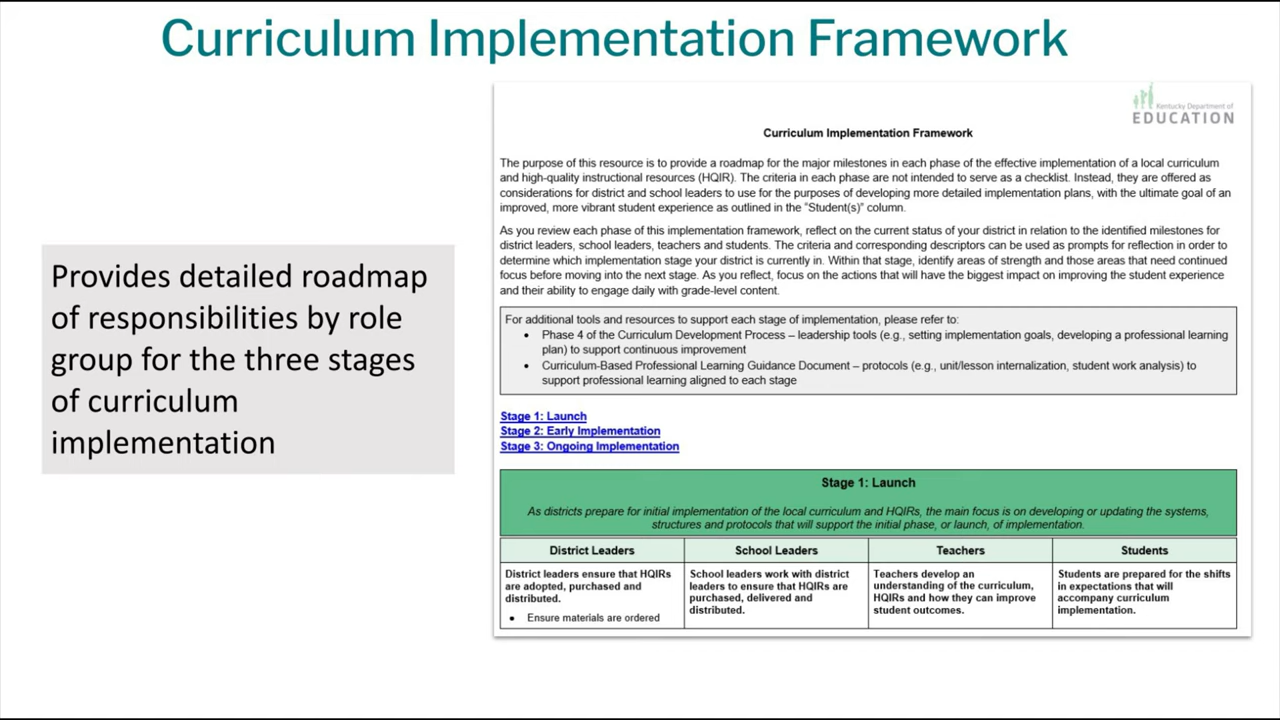 Curriculum Implementation Framework
Provides detailed roadmap
of responsibilities by role
group for the three stages
of curriculum
implementation
Kentucky Department of
EDUCATION
Curriculum Implementation Framework
The purpose of this resource is to provide a roadmap for the major milestones in each phase of the effective implementation of a local curriculum
and high-quality instructional resources (HQIR). The criteria in each phase are not intended to serve as a checklist. Instead, they are offered as
considerations for district and school leaders to use for the purposes of developing more detailed implementation plans, with the ultimate goal of an
improved, more vibrant student experience as outlined in the "Student(s)" column.
As you review each phase of this implementation framework, reflect on the current status of your district in relation to the identified milestones for
district leaders, school leaders, teachers and students. The criteria and corresponding descriptors can be used as prompts for reflection in order to
determine which implementation stage your district is currently in. Within that stage, identify areas of strength and those areas that need continued
focus before moving into the next stage. As you reflect, focus on the actions that will have the biggest impact on improving the student experience
and their ability to engage daily with grade-level content.
For additional tools and resources to support each stage of implementation, please refer to:
• Phase 4 of the Curriculum Development Process – leadership tools (e.g., setting implementation goals, developing a professional learning
plan) to support continuous improvement
• Curriculum-Based Professional Learning Guidance Document – protocols (e.g., unit/lesson internalization, student work analysis) to
support professional learning aligned to each stage
Stage 1: Launch
Stage 2: Early Implementation
Stage 3: Ongoing Implementation
Stage 1: Launch
As districts prepare for initial implementation of the local curriculum and HQIRs, the main focus is on developing or updating the systems,
structures and protocols that will support the initial phase, or launch, of implementation.
District Leaders
School Leaders
Teachers
Students
District leaders ensure that HQIRs
are adopted, purchased and
distributed.
• Ensure materials are ordered
School leaders work with district
leaders to ensure that HQIRs are
purchased, delivered and
distributed.
Teachers develop an
understanding of the curriculum,
HQIRs and how they can improve
student outcomes.
Students are prepared for the shifts
in expectations that will
accompany curriculum
implementation.